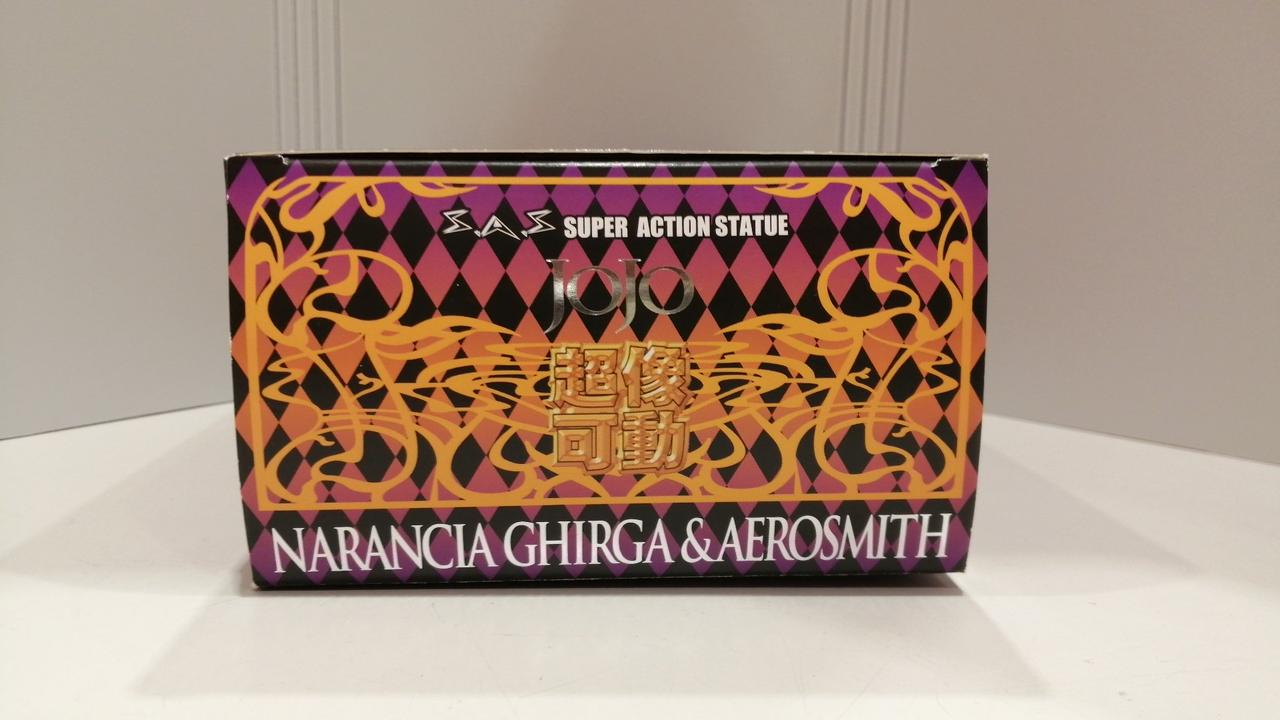 S.A.S SUPER ACTION STATUE
JOJO
超像
可動
NARANCIA GHIRGA & AEROSMITH